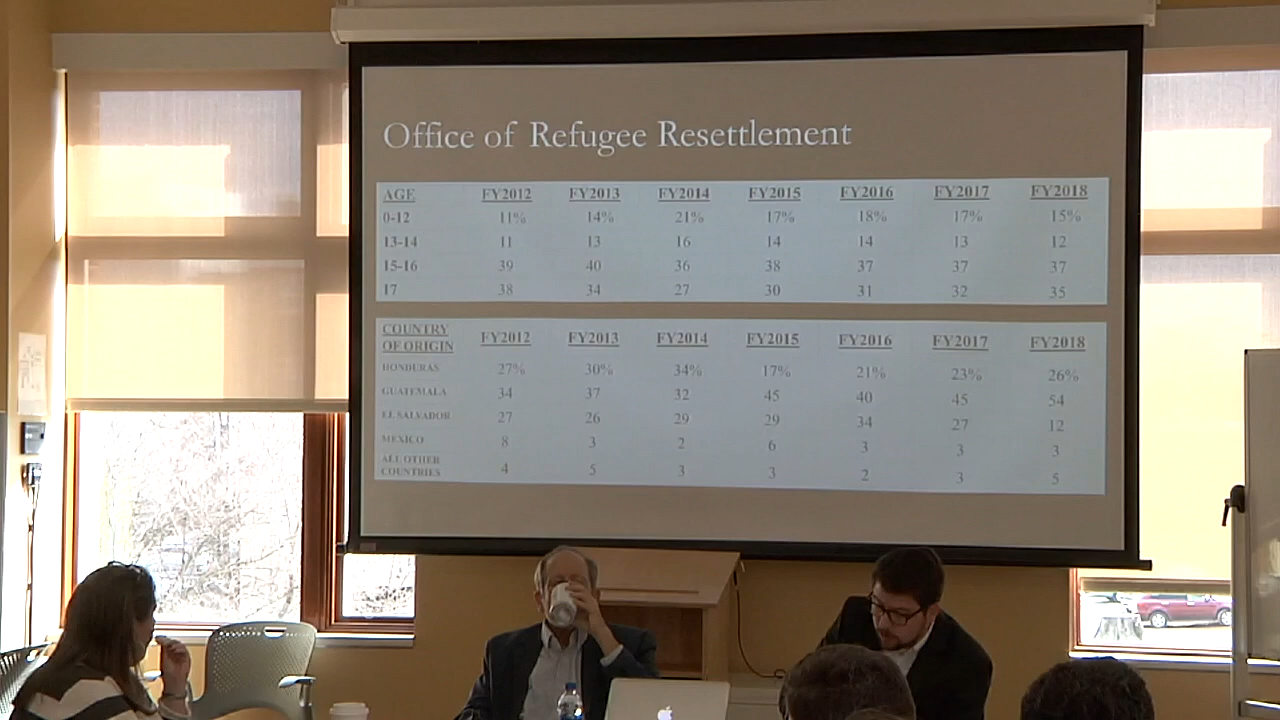 Office of Refugee Resettlement
AGE FY2012 FY2013 FY2014 FY2015 FY2016 FY2017 FY2018
0-12 11% 14% 21% 17% 18% 17% 15%
13-14 11 13 16 14 14 13 12
15-16 39 40 36 38 37 37 37
17 38 34 27 30 31 32 35
COUNTRY
OF ORIGIN FY2012 FY2013 FY2014 FY2015 FY2016 FY2017 FY2018
HONDURAS 27% 30% 34% 17% 21% 23% 26%
GUATEMALA 34 37 32 45 40 45 54
EL SALVADOR 27 26 29 29 34 27 12
MEXICO 8 3 2 6 3 3 3
ALL OTHER
COUNTRIES 4 5 3 3 2 3 5